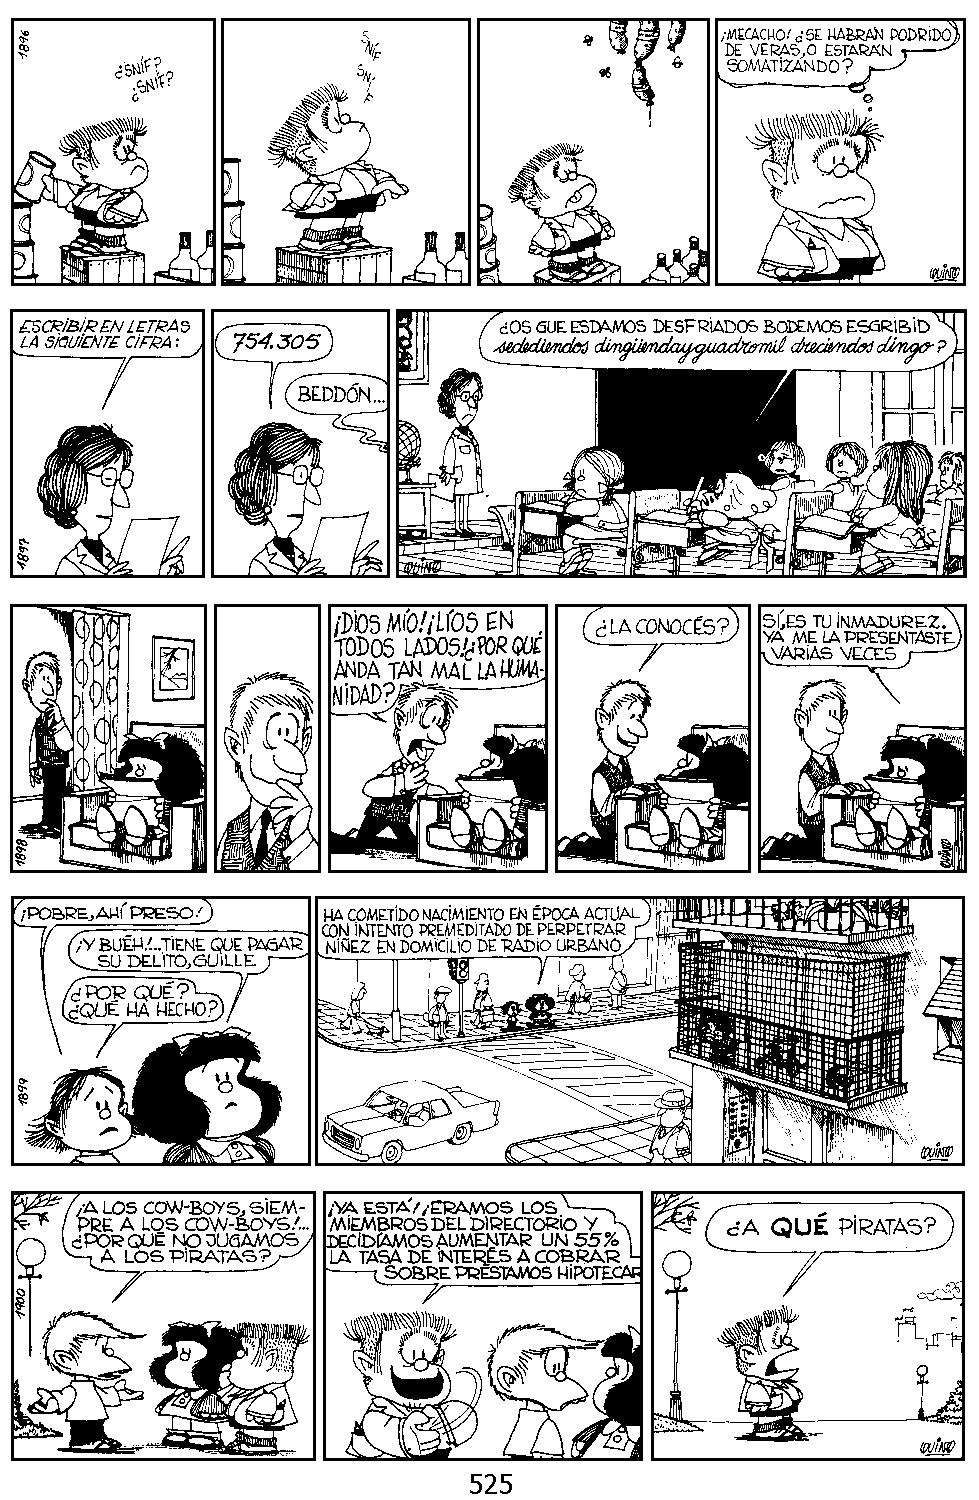 1896
¿SNIF?
¿SNIF?
SNIF
SNIF
¡MECACHO! ¿SE HABRÁN PODRIDO
DE VERAS, O ESTARÁN
SOMATIZANDO?
QUINO
1897
ESCRIBIR EN LETRAS
LA SIGUIENTE CIFRA:
754.305
BEDDÓN...
¿OS QUE ESDAMOS DESFRIADOS BODEMOS ESGRIBID
sedediendos dingüenda y guadromil dreciendos dingo?
QUINO
1898
¡DIOS MÍO! ¡LÍOS EN
TODOS LADOS! ¿POR QUÉ
ANDA TAN MAL LA HUMA-
NIDAD?
¿LA CONOCÉS?
SÍ, ES TU INMADUREZ.
YA ME LA PRESENTASTE
VARIAS VECES
QUINO
1899
¡POBRE, AHÍ PRESO!
¡Y BUÉH!... TIENE QUE PAGAR
SU DELITO, GUILLE
¿POR QUÉ?
¿QUÉ HA HECHO?
HA COMETIDO NACIMIENTO EN ÉPOCA ACTUAL
CON INTENTO PREMEDITADO DE PERPETRAR
NIÑEZ EN DOMICILIO DE RADIO URBANO
QUINO
1900
¡A LOS COW-BOYS, SIEM-
PRE A LOS COW-BOYS!...
¿POR QUÉ NO JUGAMOS
A LOS PIRATAS?
¡YA ESTÁ! ¡ÉRAMOS LOS
MIEMBROS DEL DIRECTORIO Y
DECIDÍAMOS AUMENTAR UN 55%
LA TASA DE INTERÉS A COBRAR
SOBRE PRÉSTAMOS HIPOTECAR
¿A QUÉ PIRATAS?
QUINO
525